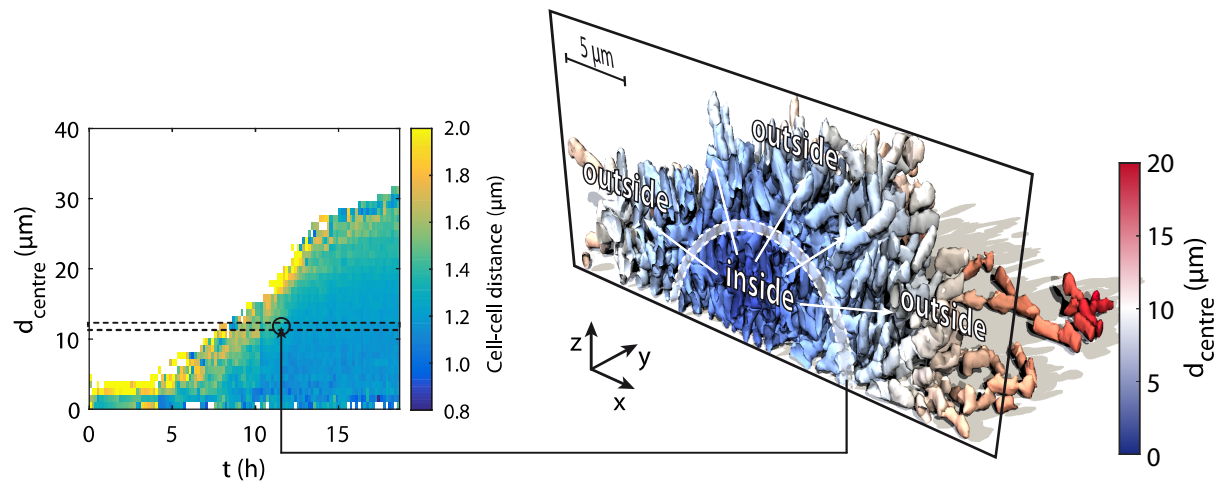 40
30
20
10
0
d_centre (µm)
0
5
10
15
t (h)
2.0
1.8
1.6
1.4
1.2
1.0
0.8
Cell-cell distance (µm)
5 µm
outside
outside
inside
outside
z
y
x
20
15
10
5
0
d_centre (µm)